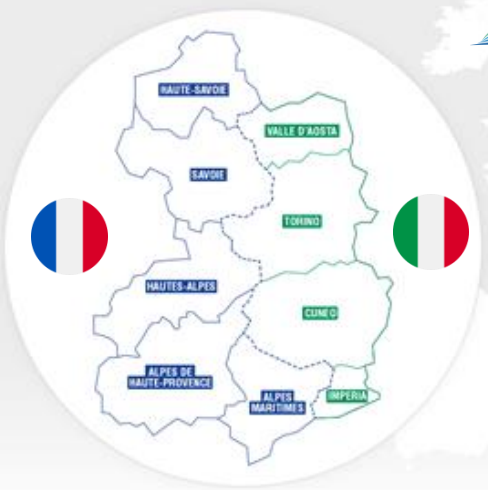 HAUTE-SAVOIE
VALLE D'AOSTA
SAVOIE
TORINO
HAUTES-ALPES
CUNEO
ALPES DE
HAUTE-PROVENCE
ALPES
MARITIMES
IMPERIA